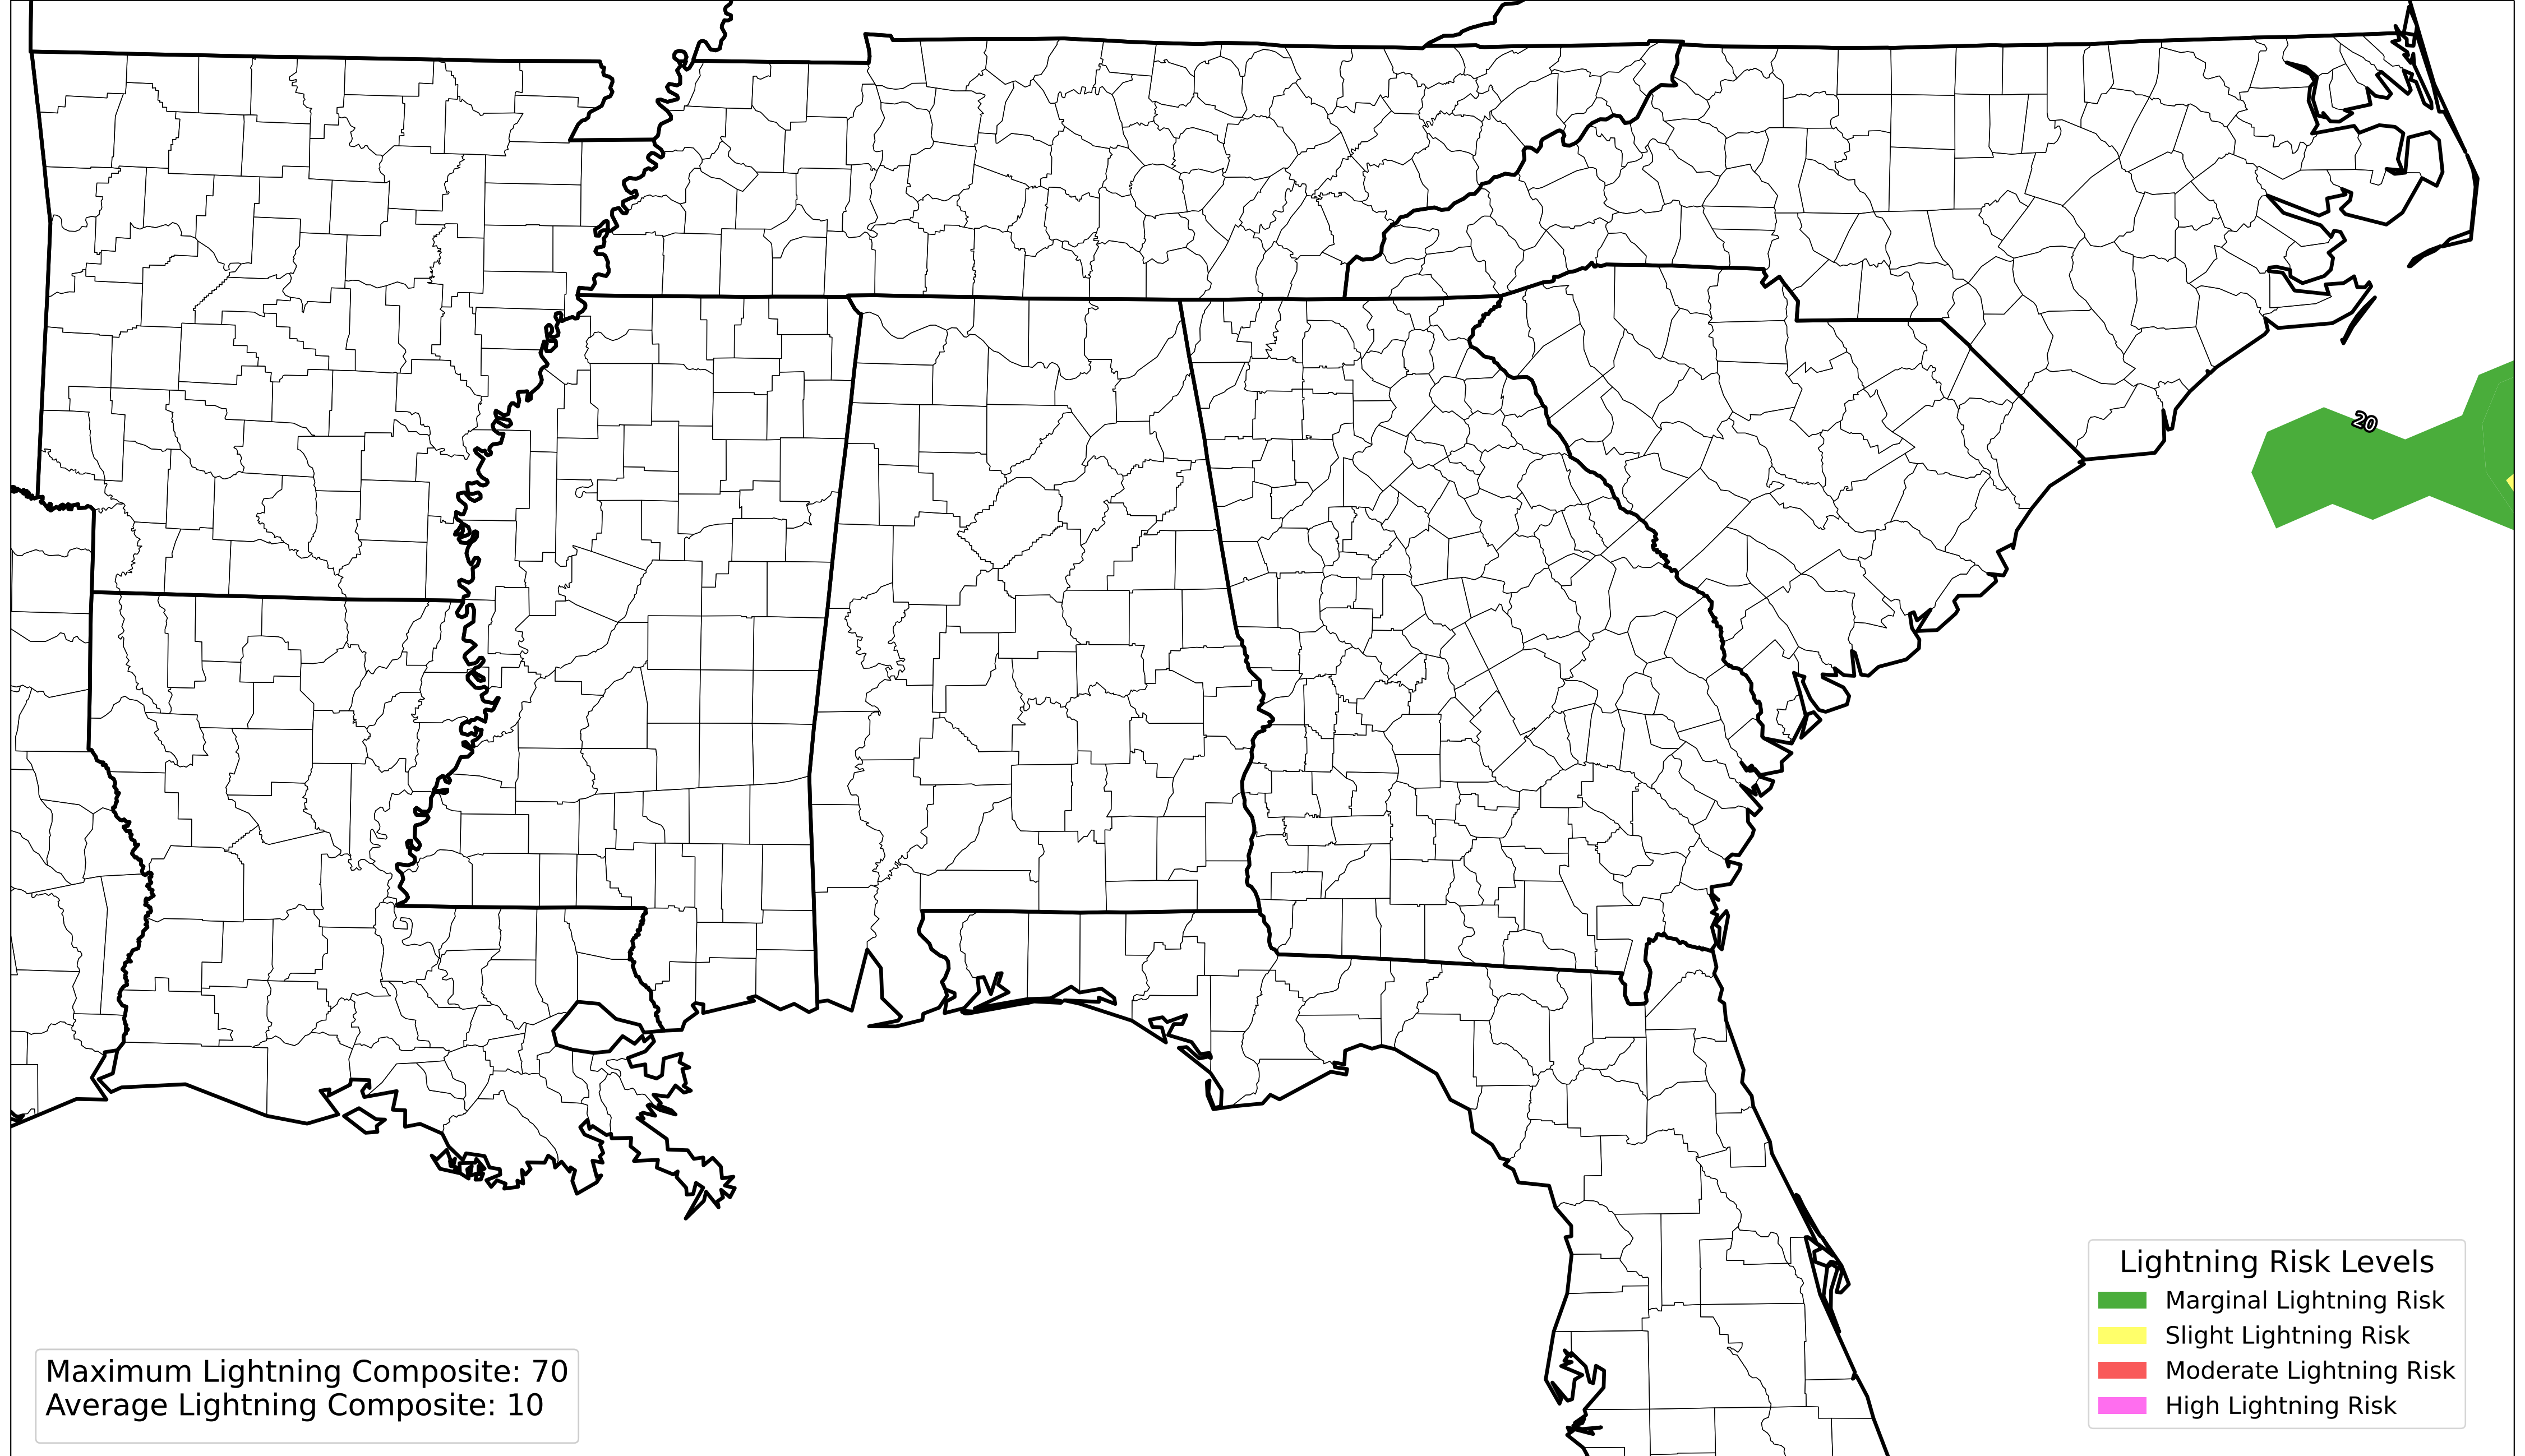 20
Lightning Risk Levels
Marginal Lightning Risk
Slight Lightning Risk
Moderate Lightning Risk
High Lightning Risk
Maximum Lightning Composite: 70
Average Lightning Composite: 10